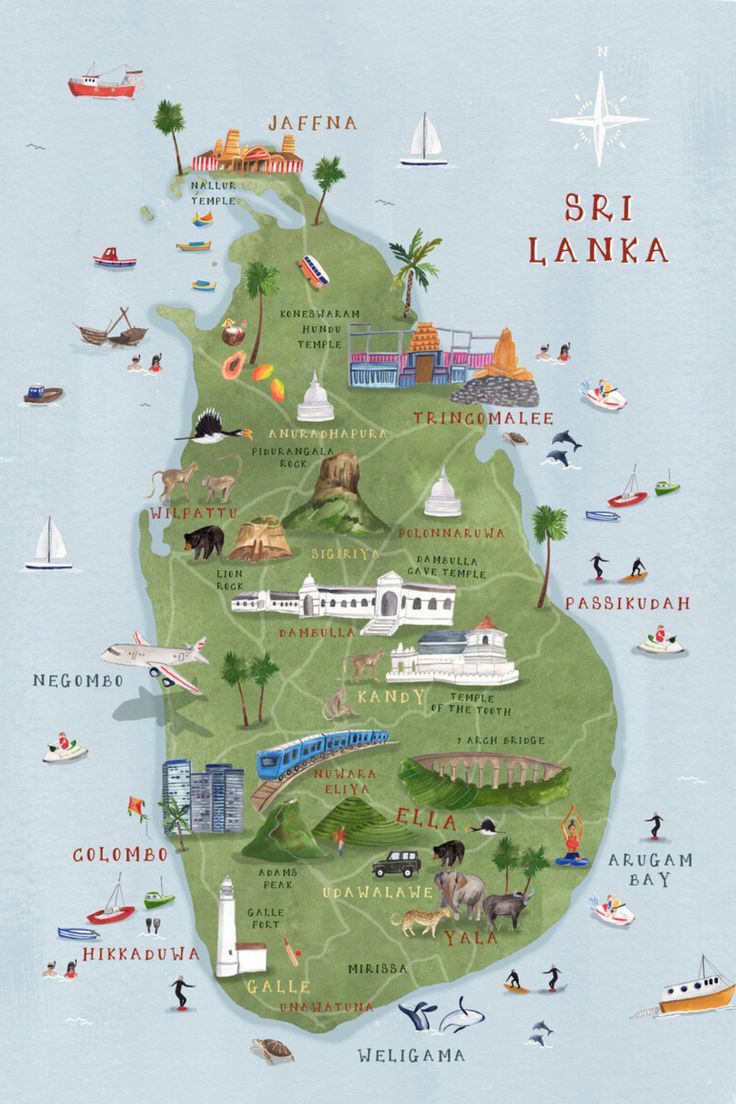 N
JAFFNA
NALLUR
TEMPLE
SRI
LANKA
KONESWARAM
HUNDU
TEMPLE
TRINCOMALEE
ANURADHAPURA
PIDURANGALA
ROCK
WILPATTU
POLONNARUWA
SIGIRIYA
LION
ROCK
DAMBULLA
CAVE TEMPLE
PASSIKUDAH
DAMBULLA
NEGOMBO
KANDY
TEMPLE
OF THE TOOTH
9 ARCH BRIDGE
NUWARA
ELIYA
ELLA
COLOMBO
ARUGAM
BAY
ADAMS
PEAK
UDAWALAWE
GALLE
FORT
YALA
HIKKADUWA
MIRISSA
GALLE
UNAWATUNA
WELIGAMA